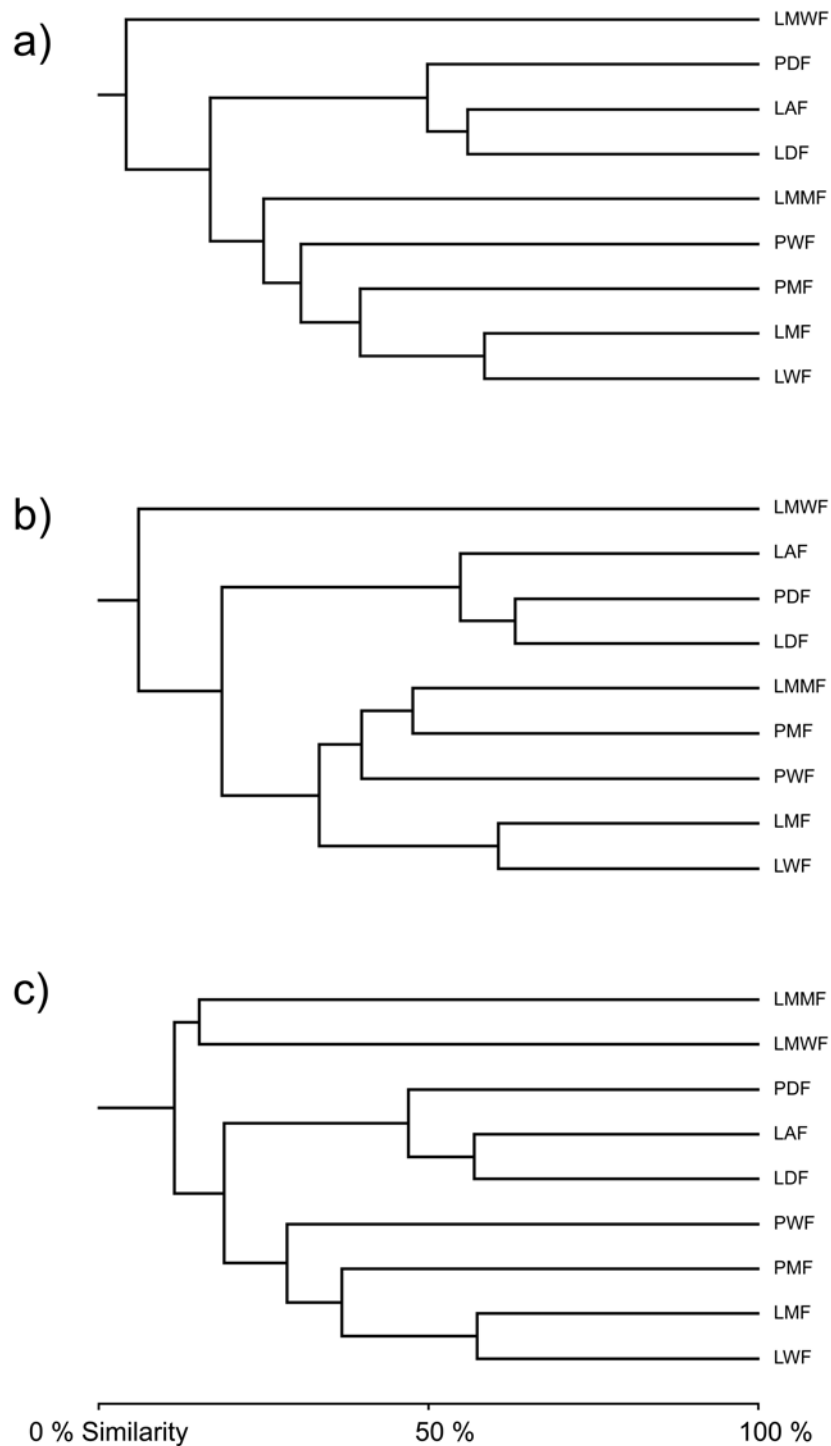 a)
LMWF
PDF
LAF
LDF
LMMF
PWF
PMF
LMF
LWF
b)
LMWF
LAF
PDF
LDF
LMMF
PMF
PWF
LMF
LWF
c)
LMMF
LMWF
PDF
LAF
LDF
PWF
PMF
LMF
LWF
0 % Similarity 50 % 100 %